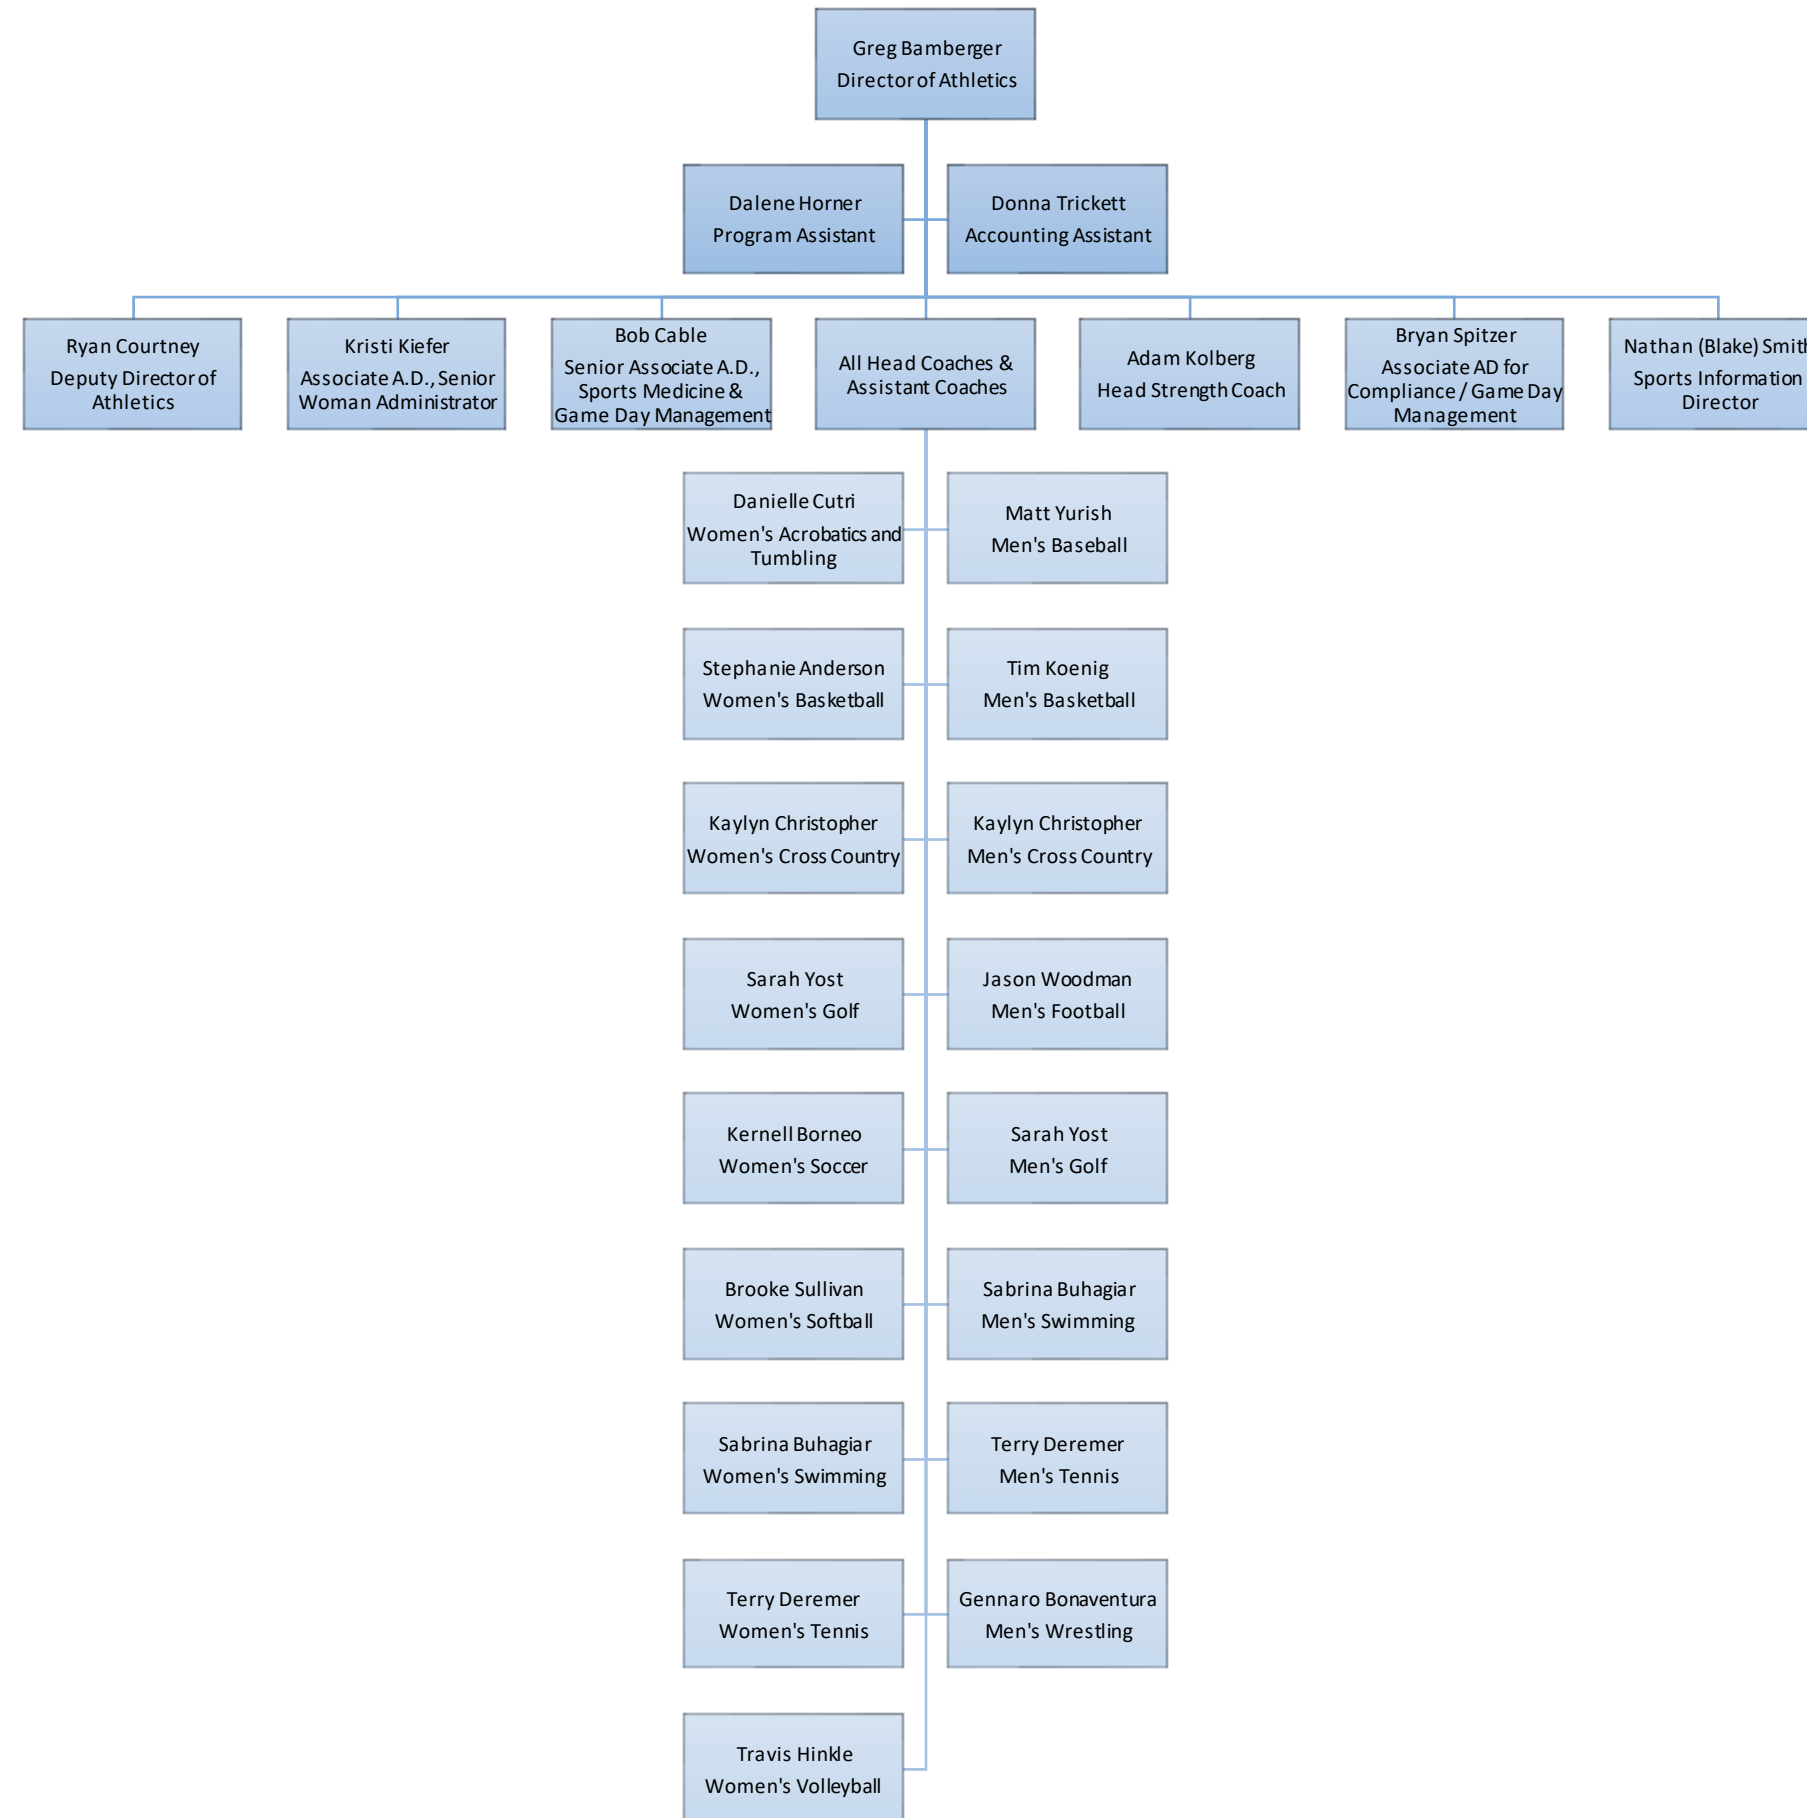 Greg Bamberger
Director of Athletics
Dalene Horner
Program Assistant
Donna Trickett
Accounting Assistant
Ryan Courtney
Deputy Director of
Athletics
Kristi Kiefer
Associate A.D., Senior
Woman Administrator
Bob Cable
Senior Associate A.D.,
Sports Medicine &
Game Day Management
All Head Coaches &
Assistant Coaches
Adam Kolberg
Head Strength Coach
Bryan Spitzer
Associate AD for
Compliance / Game Day
Management
Nathan (Blake) Smith
Sports Information
Director
Danielle Cutri
Women's Acrobatics and
Tumbling
Matt Yurish
Men's Baseball
Stephanie Anderson
Women's Basketball
Tim Koenig
Men's Basketball
Kaylyn Christopher
Women's Cross Country
Kaylyn Christopher
Men's Cross Country
Sarah Yost
Women's Golf
Jason Woodman
Men's Football
Kernell Borneo
Women's Soccer
Sarah Yost
Men's Golf
Brooke Sullivan
Women's Softball
Sabrina Buhagiar
Men's Swimming
Sabrina Buhagiar
Women's Swimming
Terry Deremer
Men's Tennis
Terry Deremer
Women's Tennis
Gennaro Bonaventura
Men's Wrestling
Travis Hinkle
Women's Volleyball